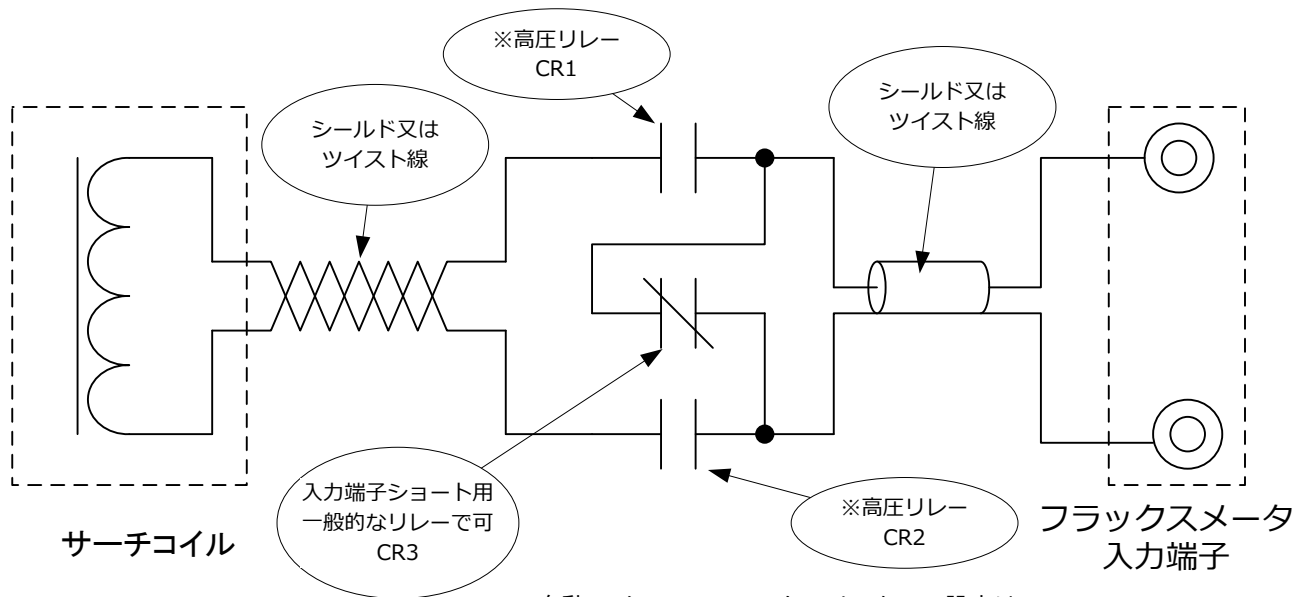 ※高圧リレー
CR1
シールド又は
ツイスト線
シールド又は
ツイスト線
入力端子ショート用
一般的なリレーで可
CR3
※高圧リレー
CR2
サーチコイル
フラックスメータ
入力端子